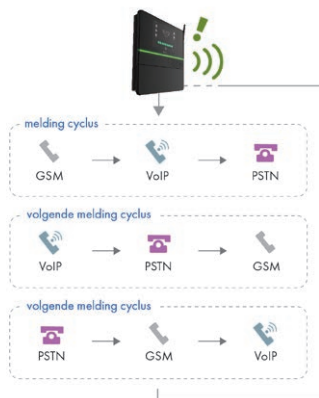 melding cyclus
GSM VoIP PSTN
volgende melding cyclus
VoIP PSTN GSM
volgende melding cyclus
PSTN GSM VoIP